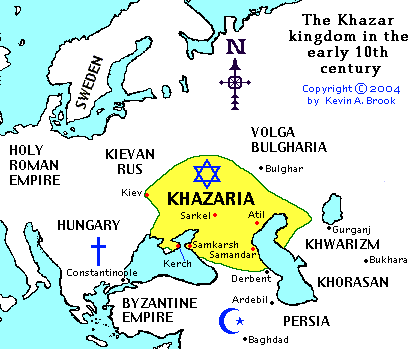 The Khazar
kingdom in the
early 10th
century
Copyright © 2004
by Kevin A. Brook
N
SWEDEN
HOLY
ROMAN
EMPIRE
KIEVAN
RUS
VOLGA
BULGHARIA
Bulghar
Kiev
KHAZARIA
Sarkel
Atil
HUNGARY
Samkarsh
Samandar
Kerch
Constantinople
Gurganj
KHWARIZM
Bukhara
Derbent
KHORASAN
BYZANTINE
EMPIRE
Ardebil
PERSIA
Baghdad